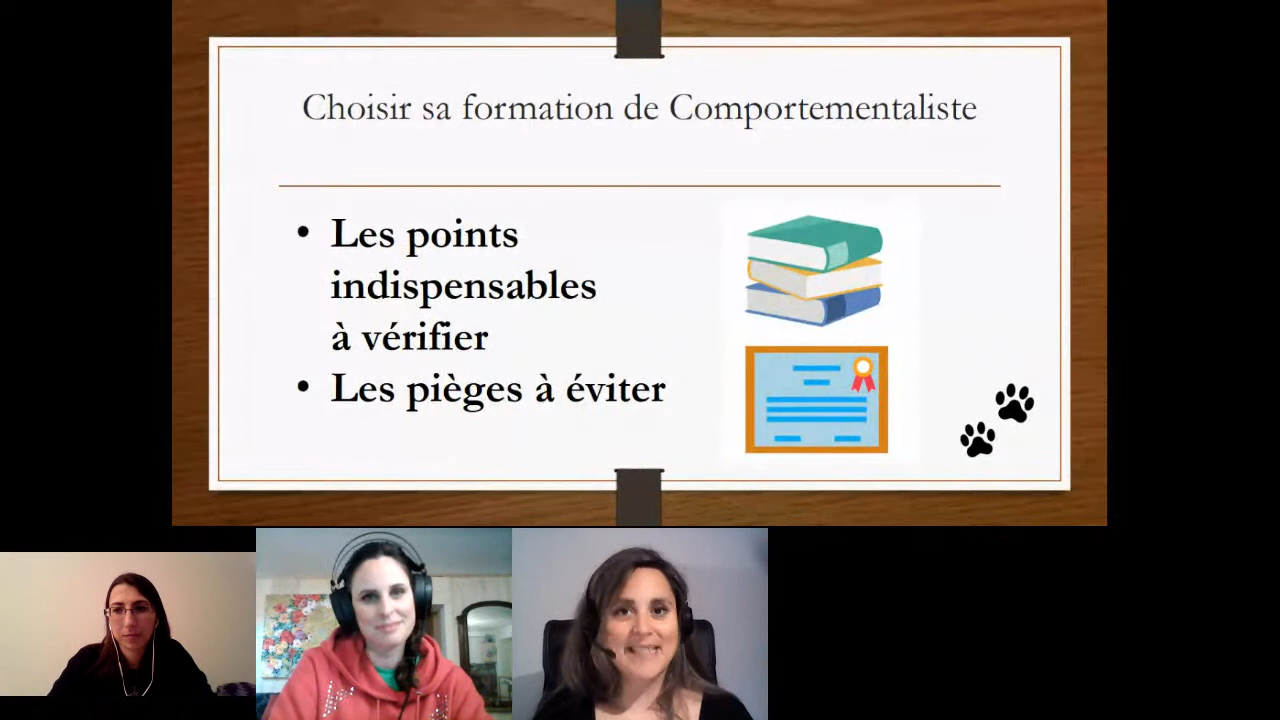 Choisir sa formation de Comportementaliste
• Les points
indispensables
à vérifier
• Les pièges à éviter